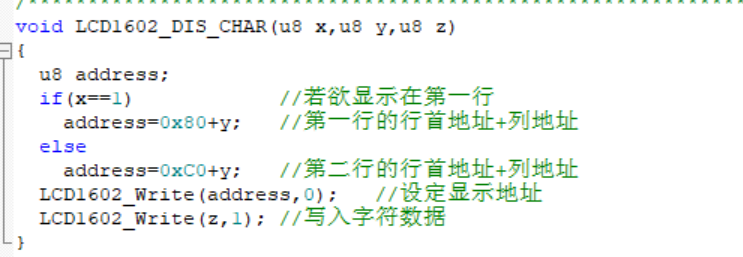 void LCD1602_DIS_CHAR(u8 x,u8 y,u8 z)
{
  u8 address;
  if(x==1)            //若欲显示在第一行
    address=0x80+y;   //第一行的行首地址+列地址
  else
    address=0xC0+y;   //第二行的行首地址+列地址
  LCD1602_Write(address,0);   //设定显示地址
  LCD1602_Write(z,1); //写入字符数据
}